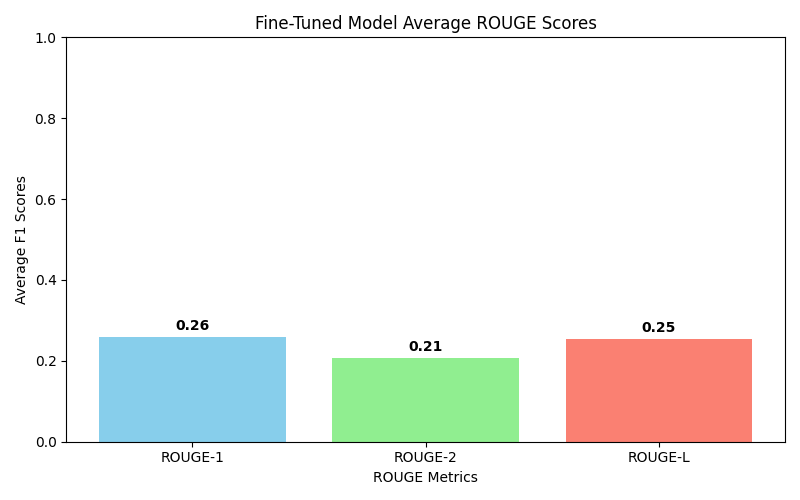 Fine-Tuned Model Average ROUGE Scores
1.0
0.8
0.6
0.4
0.2
0.0
Average F1 Scores
0.26
0.21
0.25
ROUGE-1
ROUGE-2
ROUGE-L
ROUGE Metrics